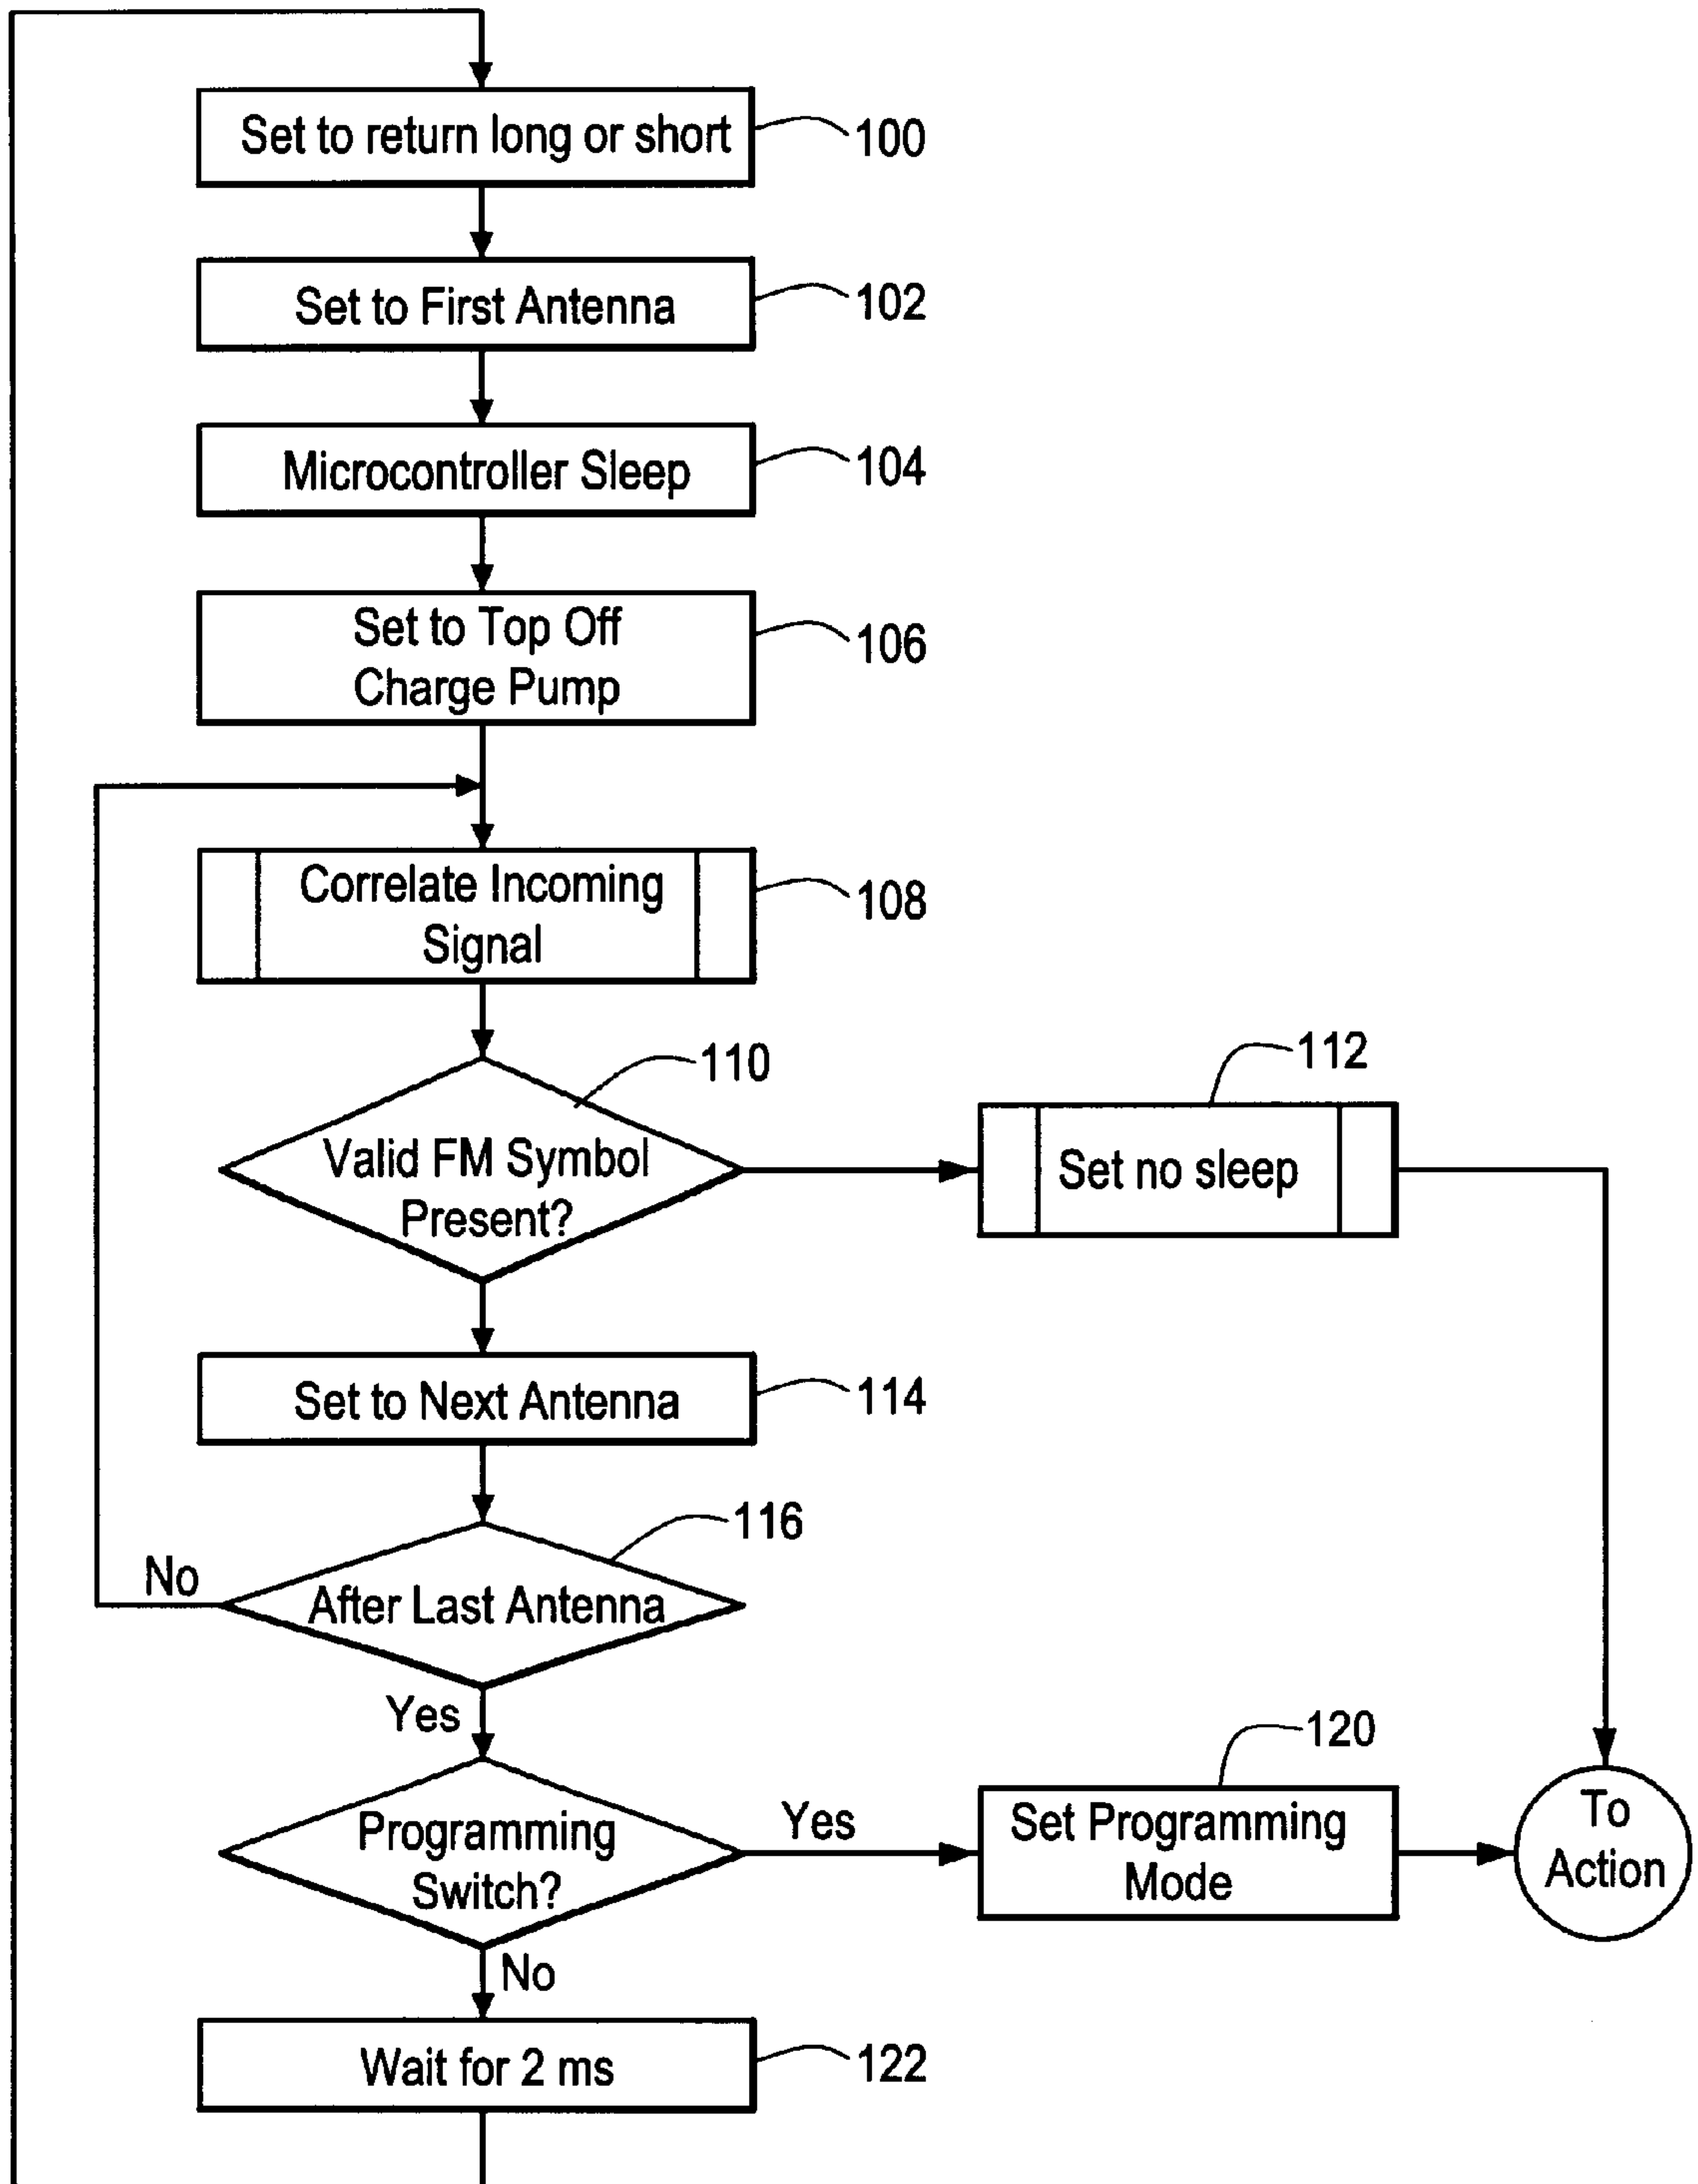 Set to return long or short
100
Set to First Antenna
102
Microcontroller Sleep
104
Set to Top Off
Charge Pump
106
Correlate Incoming
Signal
108
110
Valid FM Symbol
Present?
112
Set no sleep
Set to Next Antenna
114
116
No
After Last Antenna
Yes
Programming
Switch?
Yes
120
Set Programming
Mode
To
Action
No
Wait for 2 ms
122